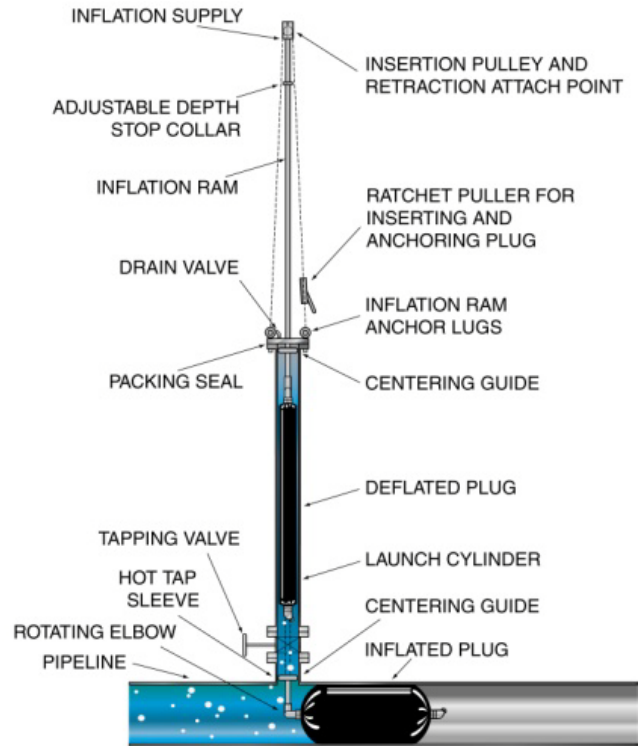 INFLATION SUPPLY
INSERTION PULLEY AND
RETRACTION ATTACH POINT
ADJUSTABLE DEPTH
STOP COLLAR
INFLATION RAM
RATCHET PULLER FOR
INSERTING AND
ANCHORING PLUG
DRAIN VALVE
INFLATION RAM
ANCHOR LUGS
PACKING SEAL
CENTERING GUIDE
DEFLATED PLUG
TAPPING VALVE
LAUNCH CYLINDER
HOT TAP
SLEEVE
CENTERING GUIDE
ROTATING ELBOW
INFLATED PLUG
PIPELINE